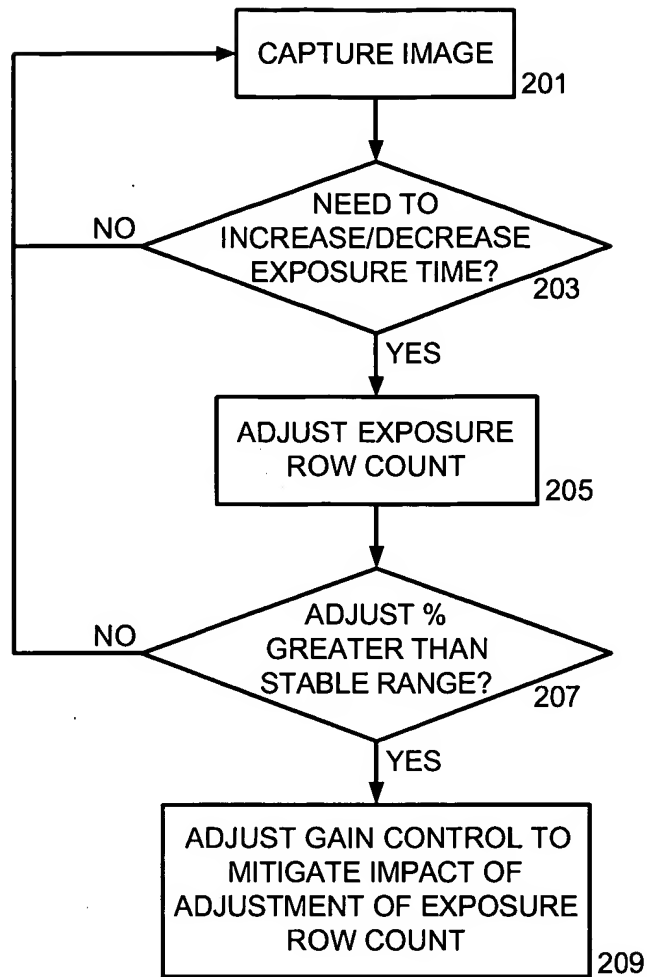 CAPTURE IMAGE
201
NEED TO
INCREASE/DECREASE
EXPOSURE TIME?
203
NO
YES
ADJUST EXPOSURE
ROW COUNT
205
ADJUST %
GREATER THAN
STABLE RANGE?
207
NO
YES
ADJUST GAIN CONTROL TO
MITIGATE IMPACT OF
ADJUSTMENT OF EXPOSURE
ROW COUNT
209